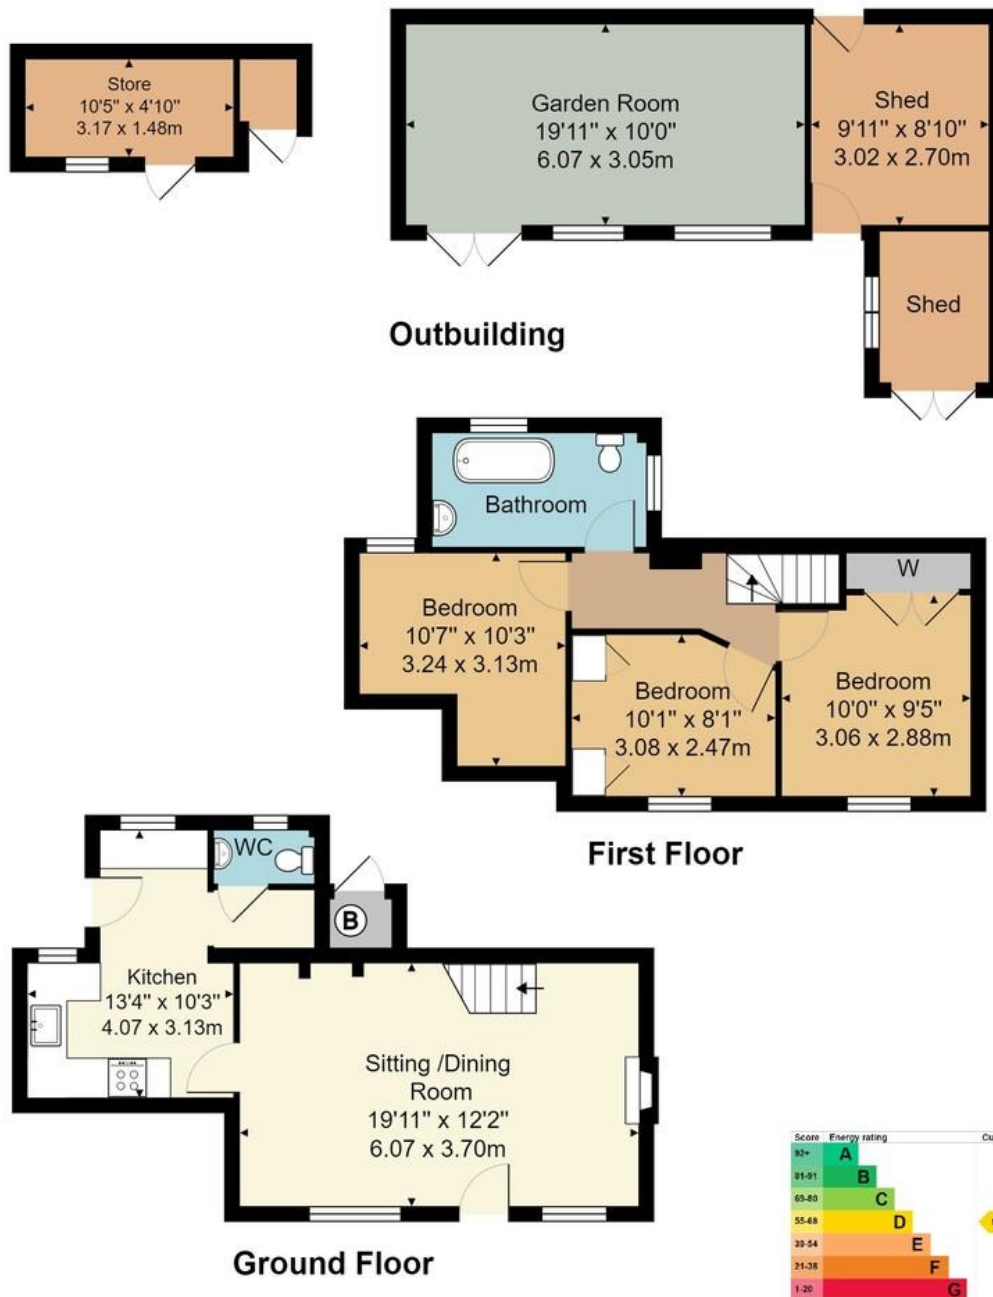 Store
10'5" x 4'10"
3.17 x 1.48m
Garden Room
19'11" x 10'0"
6.07 x 3.05m
Shed
9'11" x 8'10"
3.02 x 2.70m
Shed
Outbuilding
Bathroom
W
Bedroom
10'7" x 10'3"
3.24 x 3.13m
Bedroom
10'1" x 8'1"
3.08 x 2.47m
Bedroom
10'0" x 9'5"
3.06 x 2.88m
First Floor
WC
B
Kitchen
13'4" x 10'3"
4.07 x 3.13m
Sitting /Dining
Room
19'11" x 12'2"
6.07 x 3.70m
Ground Floor
Score Energy rating Cu
92+ A
81-91 B
69-80 C
55-68 D
39-54 E
21-38 F
1-20 G